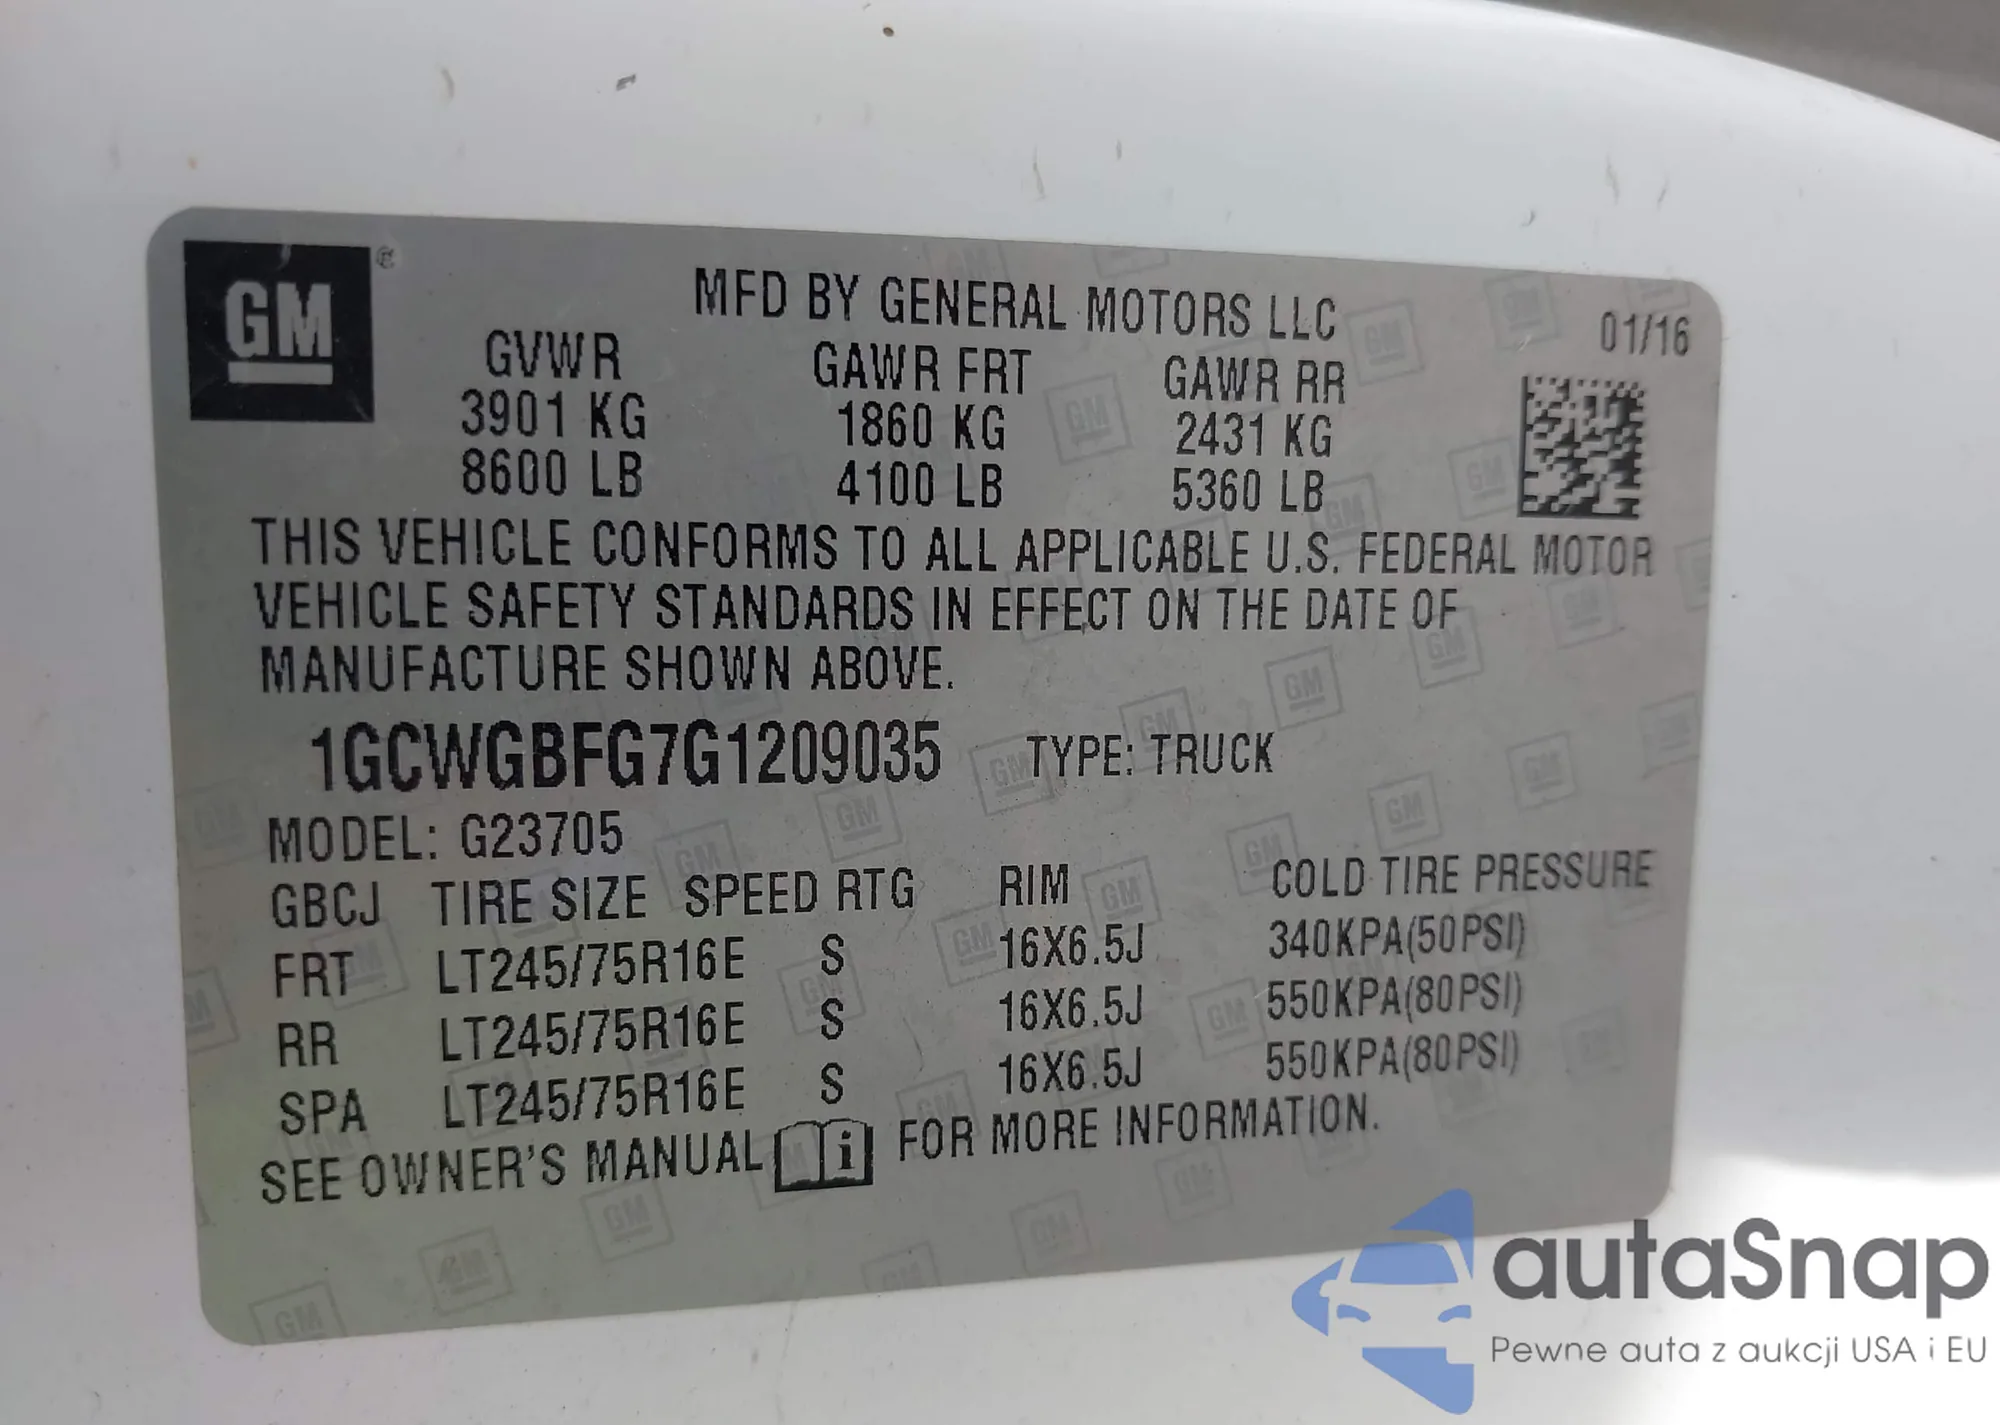 GM
MFD BY GENERAL MOTORS LLC
01/16
GVWR GAWR FRT GAWR RR
3901 KG 1860 KG 2431 KG
8600 LB 4100 LB 5360 LB
THIS VEHICLE CONFORMS TO ALL APPLICABLE U.S. FEDERAL MOTOR
VEHICLE SAFETY STANDARDS IN EFFECT ON THE DATE OF
MANUFACTURE SHOWN ABOVE.
1GCWGBFG7G1209035 TYPE: TRUCK
MODEL: G23705
GBCJ TIRE SIZE SPEED RTG RIM COLD TIRE PRESSURE
FRT LT245/75R16E S 16X6.5J 340KPA(50PSI)
RR LT245/75R16E S 16X6.5J 550KPA(80PSI)
SPA LT245/75R16E S 16X6.5J 550KPA(80PSI)
SEE OWNER'S MANUAL i FOR MORE INFORMATION.
autaSnap
Pewne auta z aukcji USA i EU